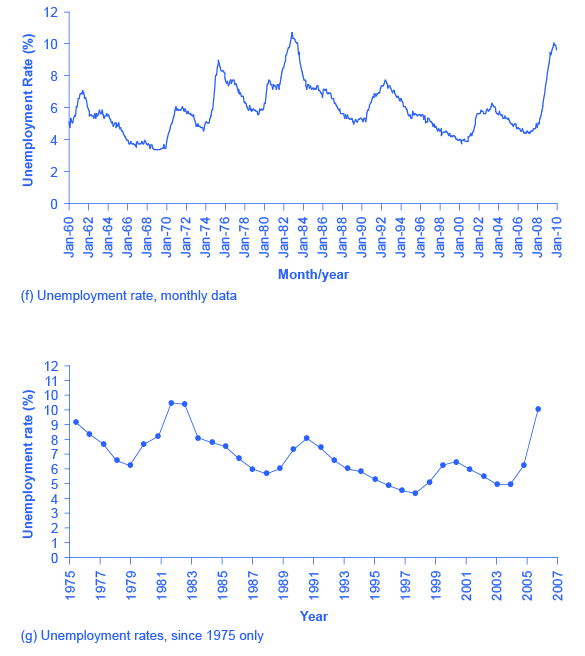 12
10
8
6
4
2
0
Unemployment Rate (%)
Jan-60 Jan-62 Jan-64 Jan-66 Jan-68 Jan-70 Jan-72 Jan-74 Jan-76 Jan-78 Jan-80 Jan-82 Jan-84 Jan-86 Jan-88 Jan-90 Jan-92 Jan-94 Jan-96 Jan-98 Jan-00 Jan-02 Jan-04 Jan-06 Jan-08 Jan-10
Month/year
(f) Unemployment rate, monthly data
12
11
10
10
9
8
7
6
5
4
3
2
1
0
Unemployment rate (%)
1975 1977 1979 1981 1983 1985 1987 1989 1991 1993 1995 1997 1999 2001 2003 2005 2007
Year
(g) Unemployment rates, since 1975 only